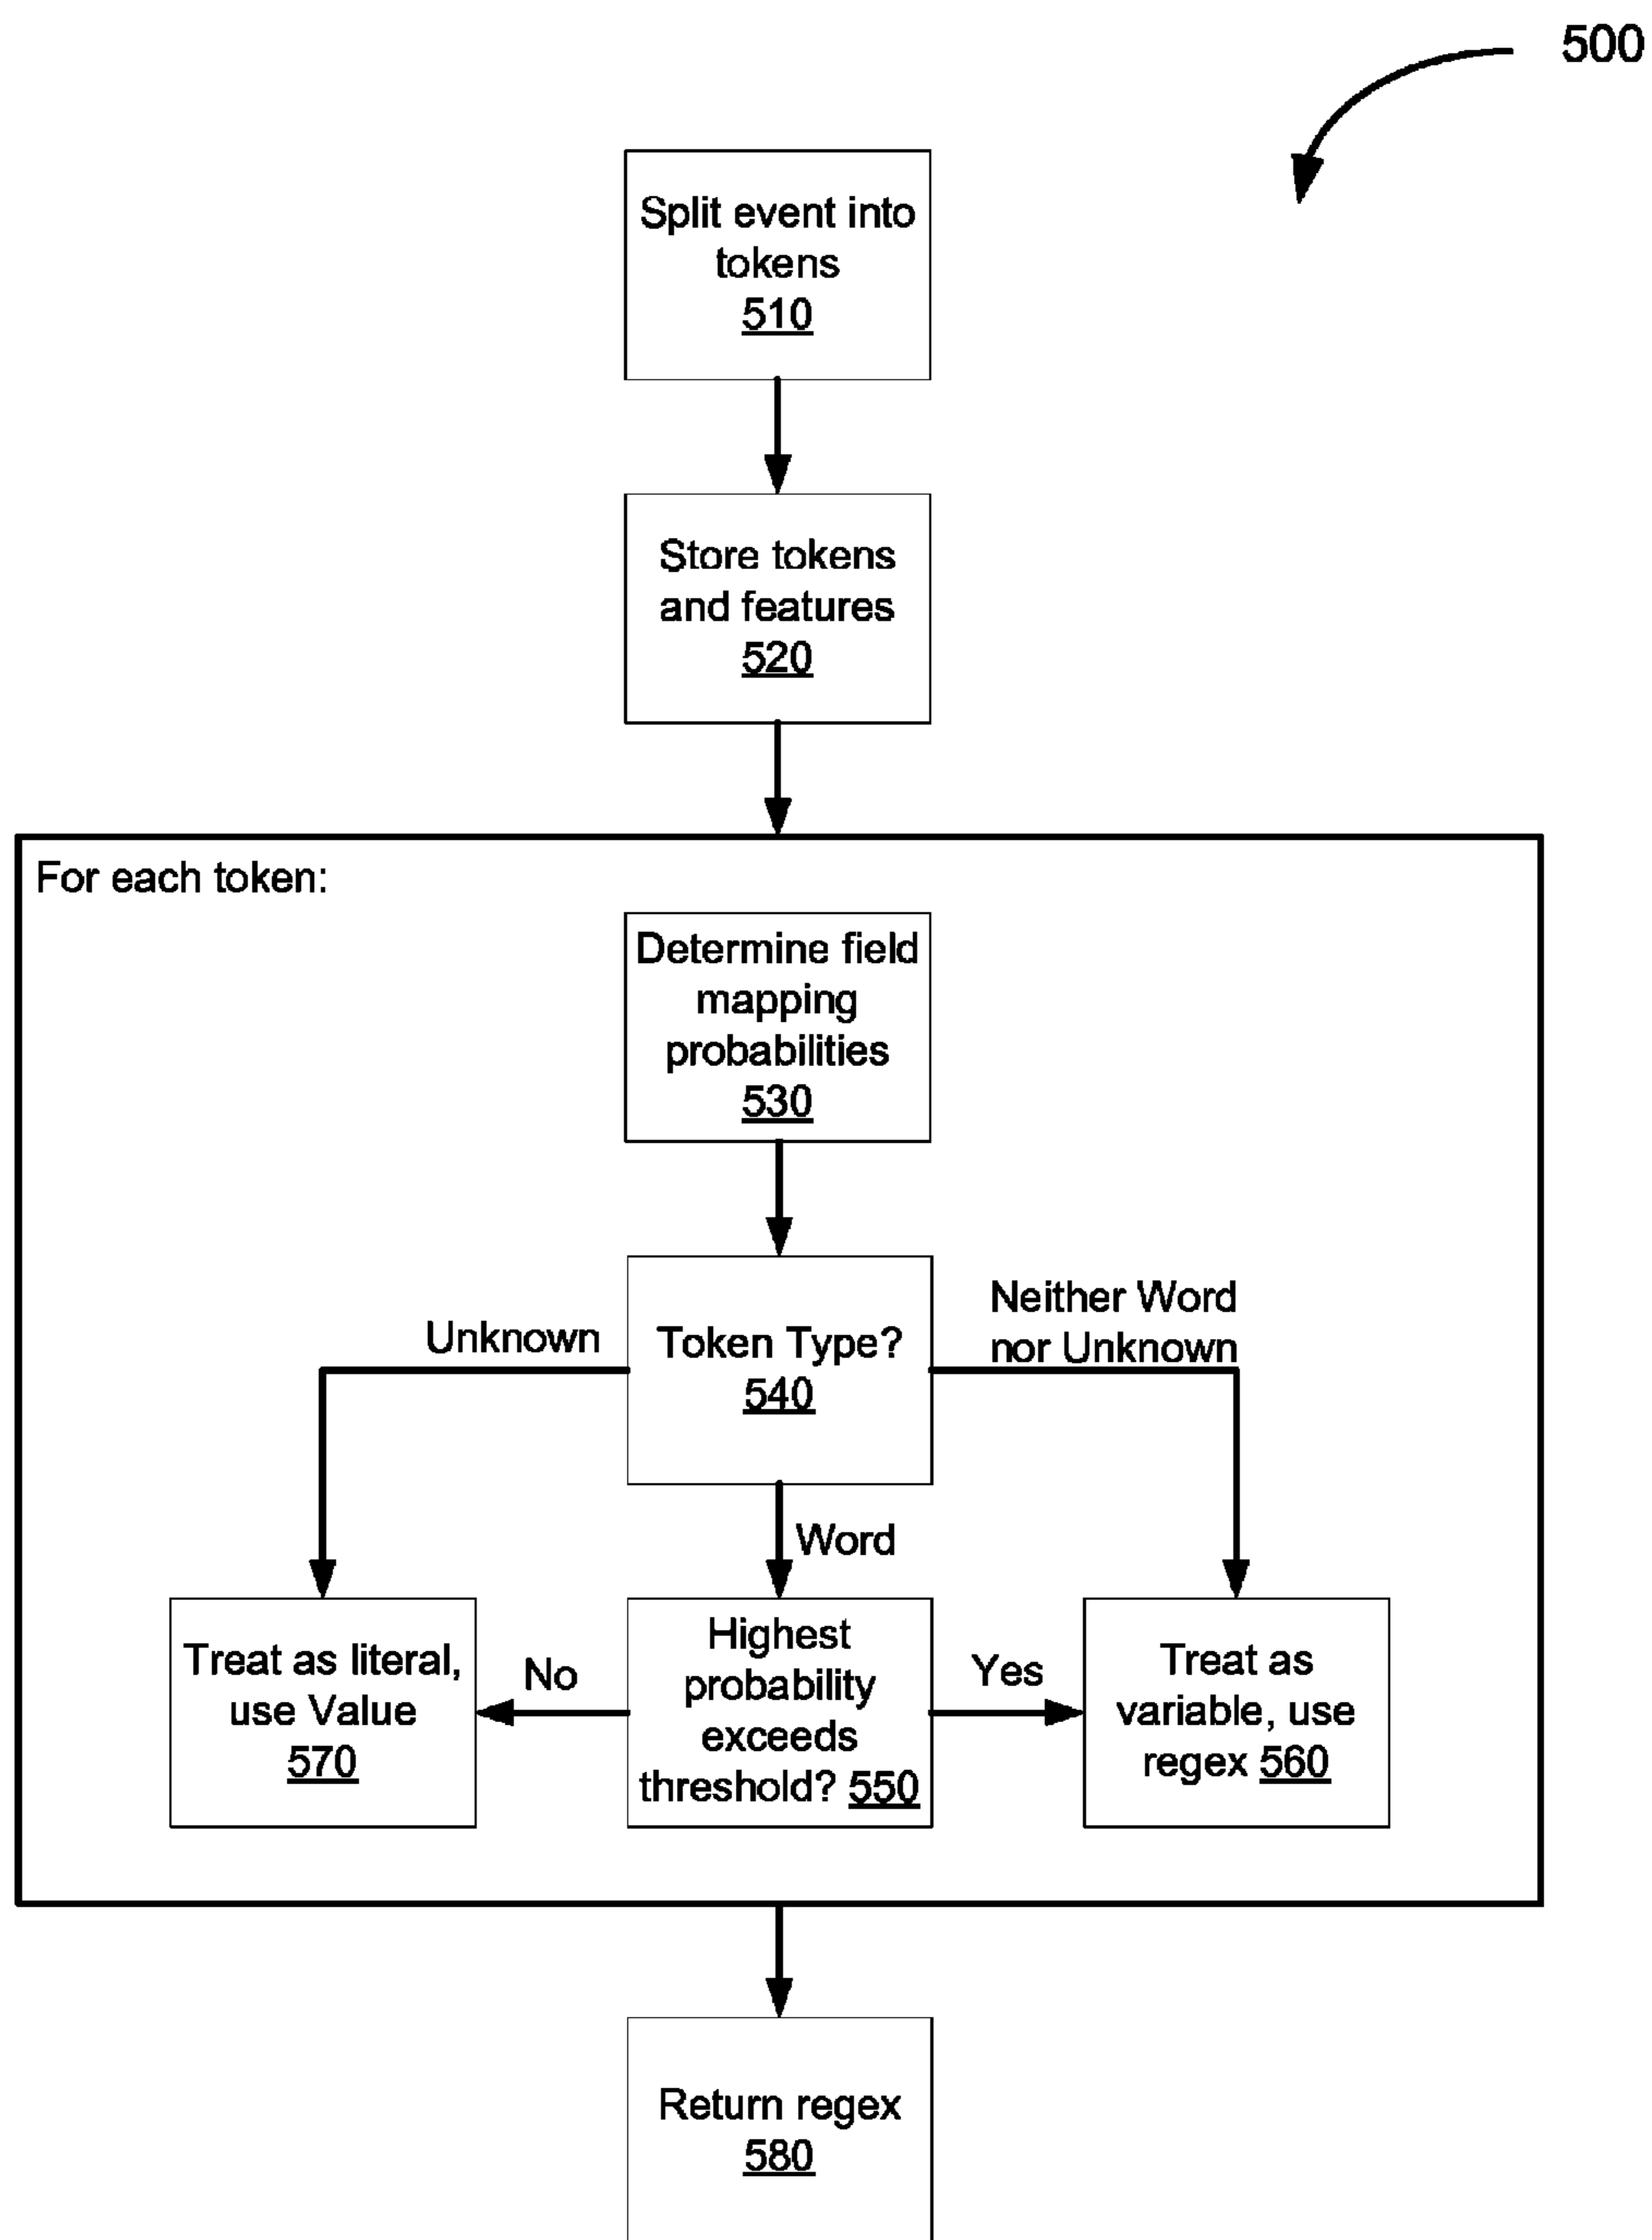 500
Split event into
tokens
510
Store tokens
and features
520
For each token:
Determine field
mapping
probabilities
530
Neither Word
nor Unknown
Unknown
Token Type?
540
Word
Treat as literal,
use Value
570
No
Highest
probability
exceeds
threshold? 550
Yes
Treat as
variable, use
regex 560
Return regex
580